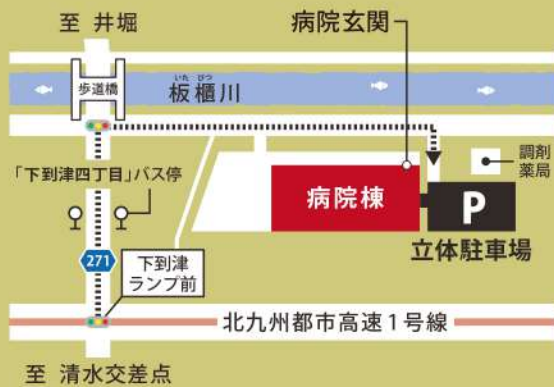 至 井堀
病院玄関
歩道橋
いた びつ
板櫃川
「下到津四丁目」バス停
調剤
薬局
病院棟
P
立体駐車場
271
下到津
ランプ前
北九州都市高速1号線
至 清水交差点